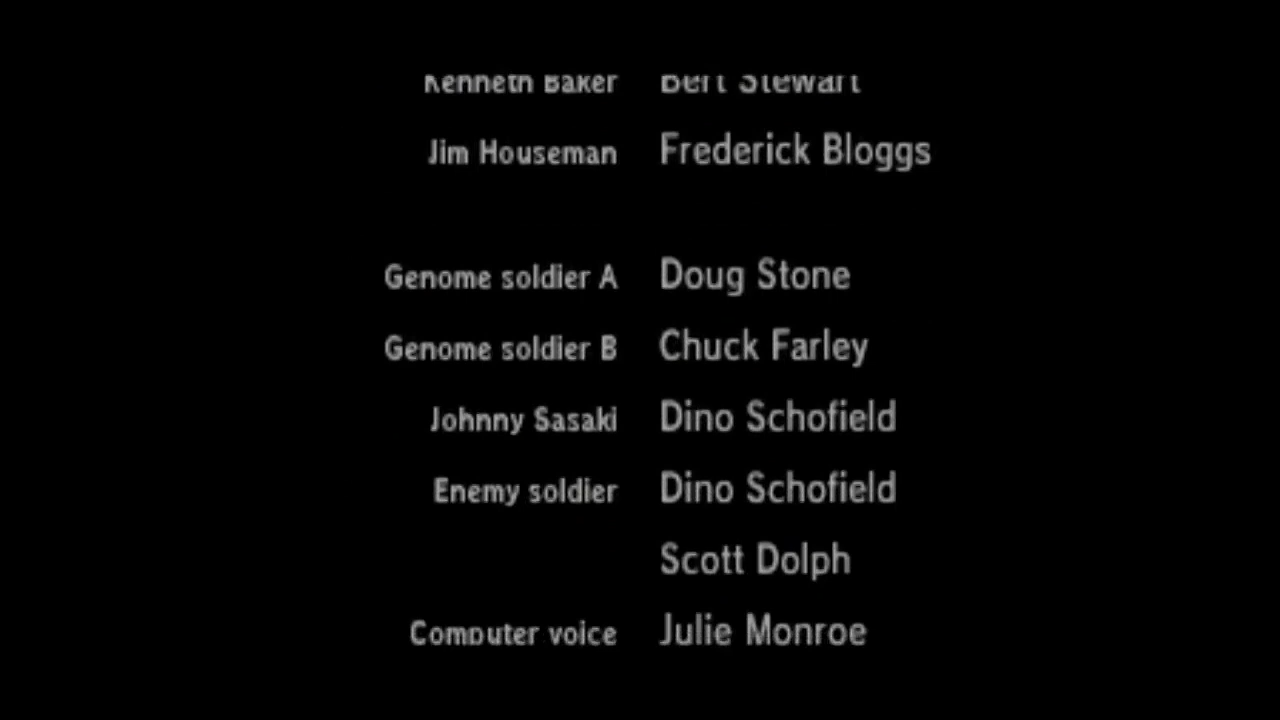 Kenneth Baker Bert Stewart
Jim Houseman Frederick Bloggs
Genome soldier A Doug Stone
Genome soldier B Chuck Farley
Johnny Sasaki Dino Schofield
Enemy soldier Dino Schofield
Scott Dolph
Computer voice Julie Monroe